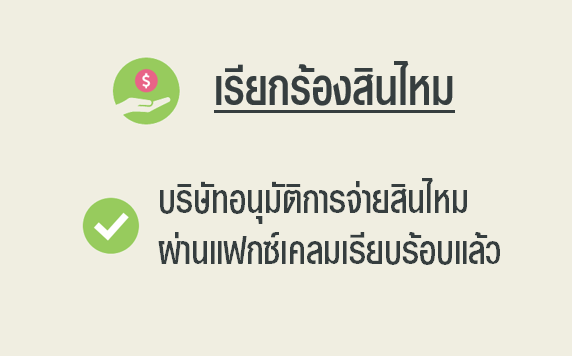 $
เรียกร้องสินไหม
บริษัทอนุมัติการจ่ายสินไหม
ผ่านแฟกซ์เคลมเรียบร้อบแล้ว